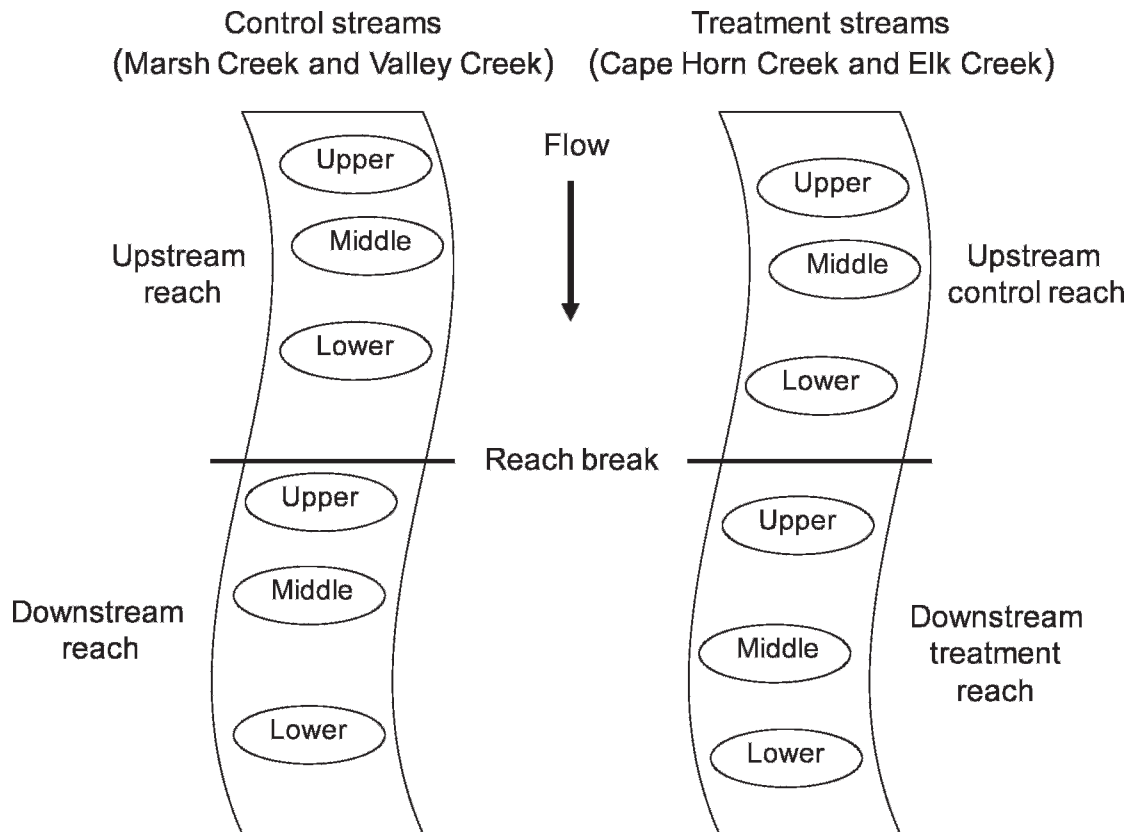 Control streams
(Marsh Creek and Valley Creek)
Treatment streams
(Cape Horn Creek and Elk Creek)
Flow
Upstream
reach
Upper
Middle
Lower
Upper
Middle
Lower
Upstream
control reach
Reach break
Downstream
reach
Upper
Middle
Lower
Upper
Middle
Lower
Downstream
treatment
reach